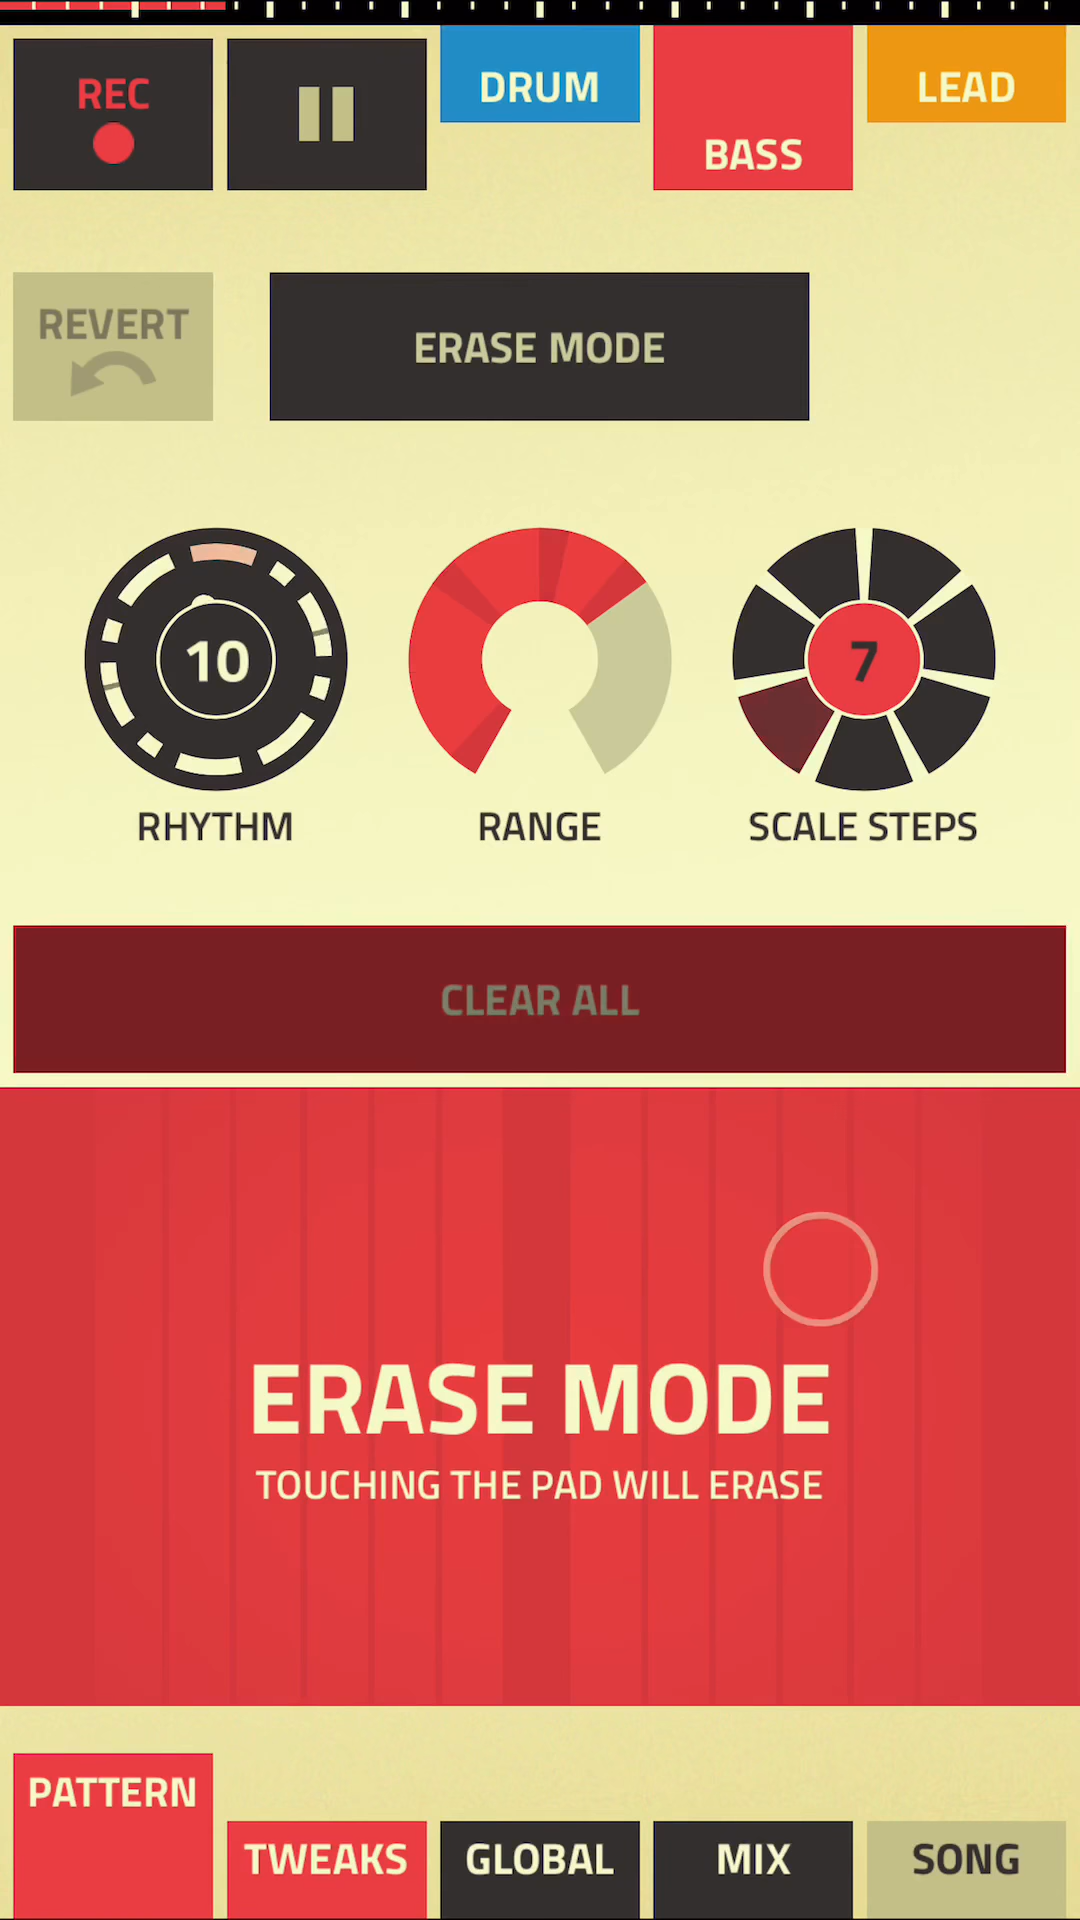 REC
DRUM
BASS
LEAD
REVERT
ERASE MODE
10
7
RHYTHM
RANGE
SCALE STEPS
CLEAR ALL
ERASE MODE
TOUCHING THE PAD WILL ERASE
PATTERN
TWEAKS
GLOBAL
MIX
SONG